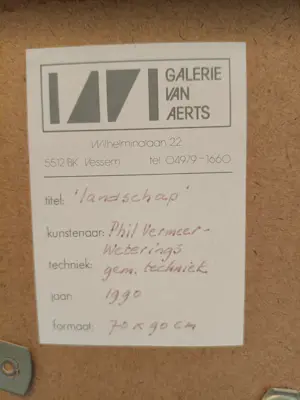 GALERIE
VAN
AERTS
Wilhelminalaan 22
5512 BK Vessem tel. 04979-1660
titel: 'landschap'
kunstenaar: Phil Vermeer-
Weterings
techniek: gem. techniek
jaar: 1990
formaat: 70 x 90 cm